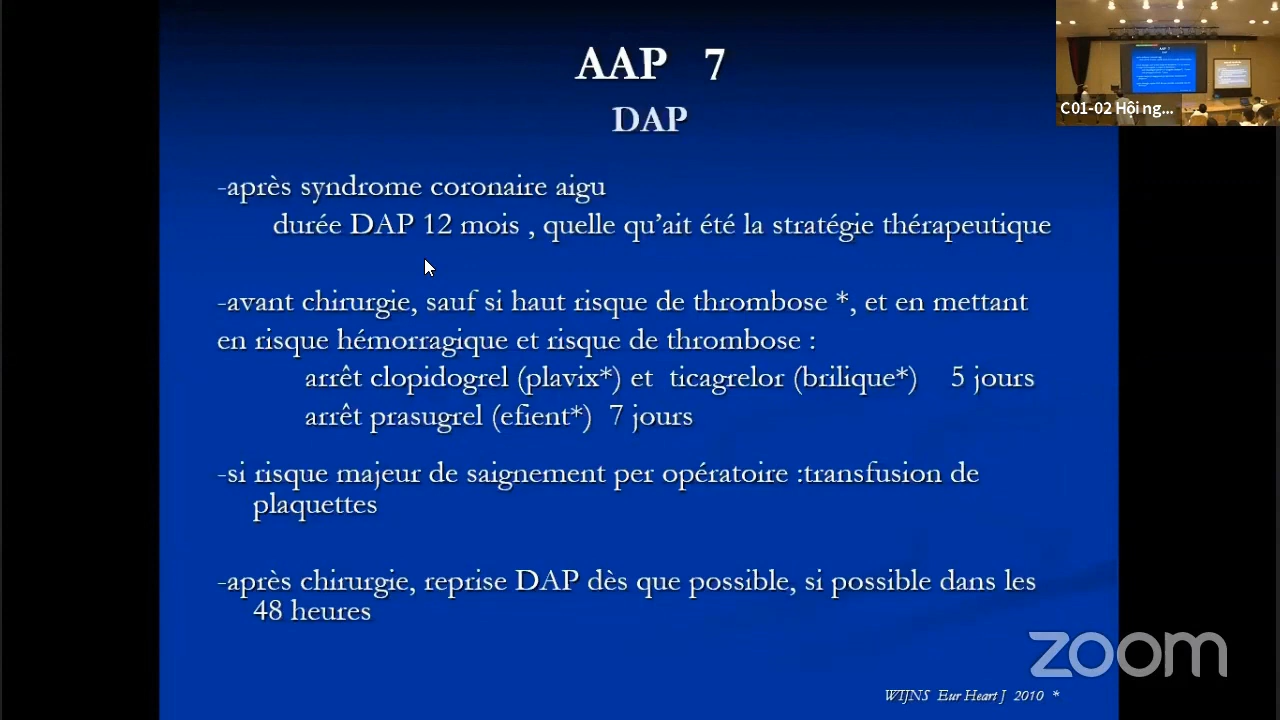 AAP 7
DAP
-après syndrome coronaire aigu
durée DAP 12 mois , quelle qu’ait été la stratégie thérapeutique
-avant chirurgie, sauf si haut risque de thrombose *, et en mettant
en risque hémorragique et risque de thrombose :
arrêt clopidogrel (plavix*) et ticagrelor (brilique*) 5 jours
arrêt prasugrel (efient*) 7 jours
-si risque majeur de saignement per opératoire :transfusion de
plaquettes
-après chirurgie, reprise DAP dès que possible, si possible dans les
48 heures
WIJNS Eur Heart J 2010 *
C01-02 Hội ng...
zoom